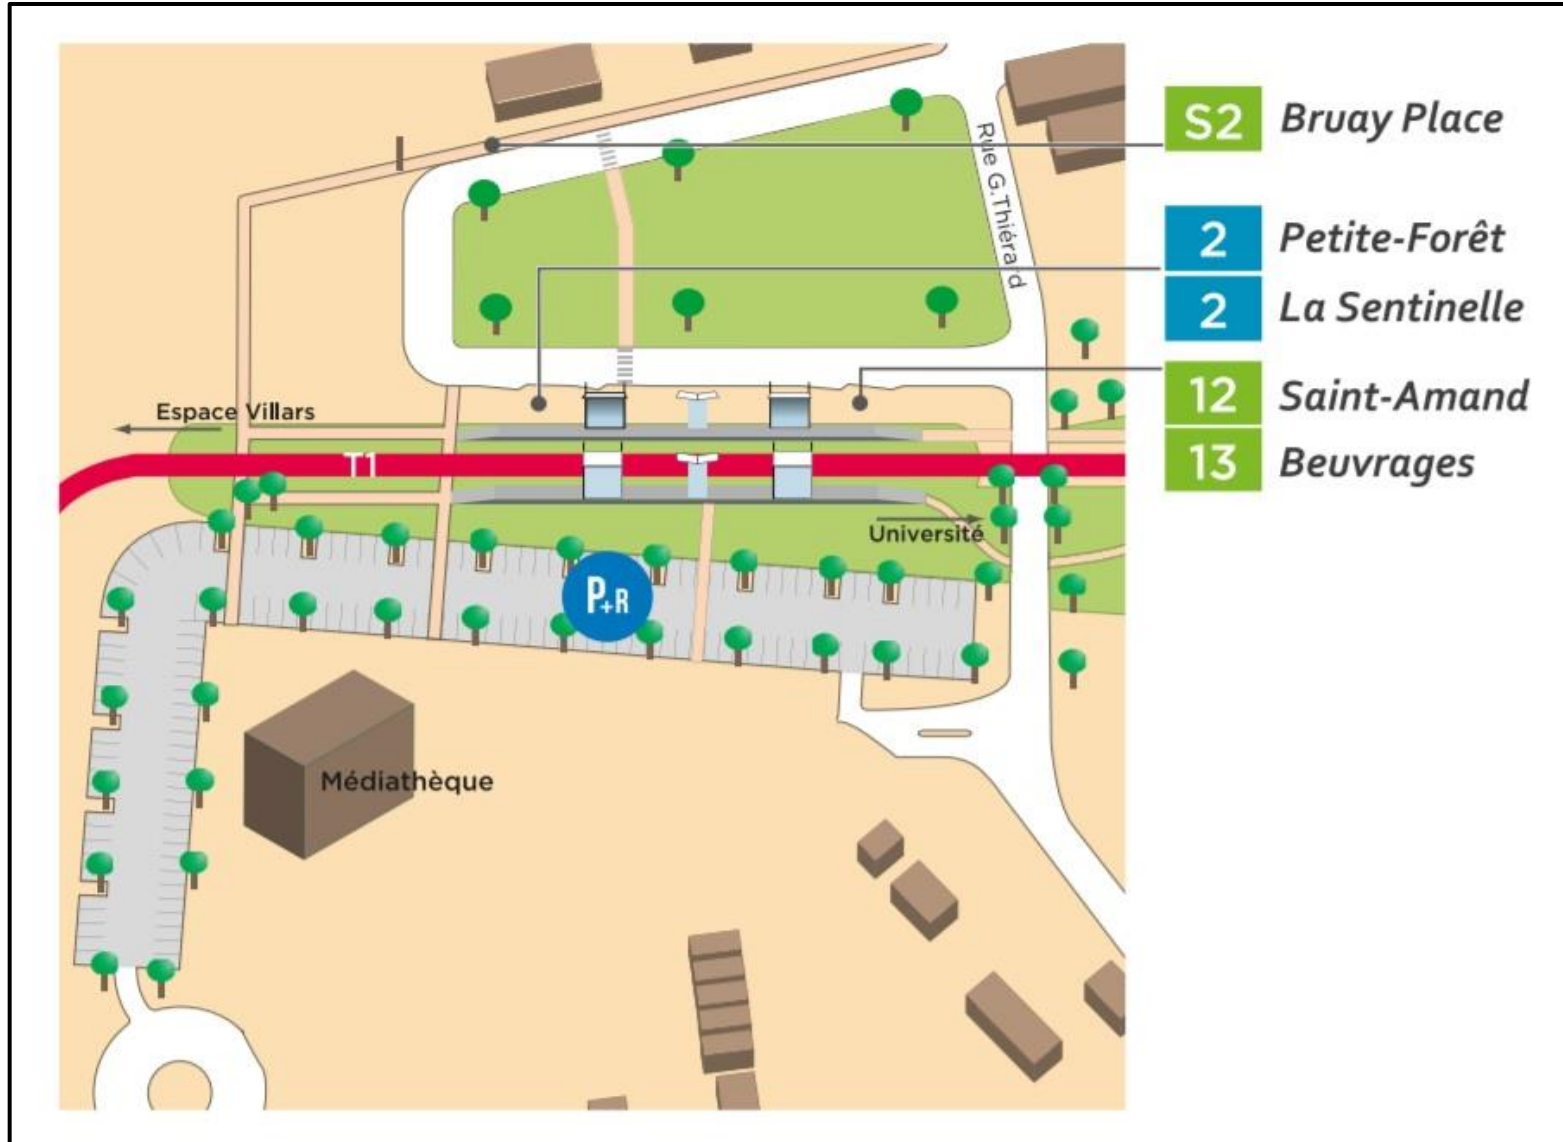 S2 Bruay Place
Rue G.Thiérard
2 Petite-Forêt
2 La Sentinelle
12 Saint-Amand
13 Beuvrages
Espace Villars
T1
Université
P+R
Médiathèque